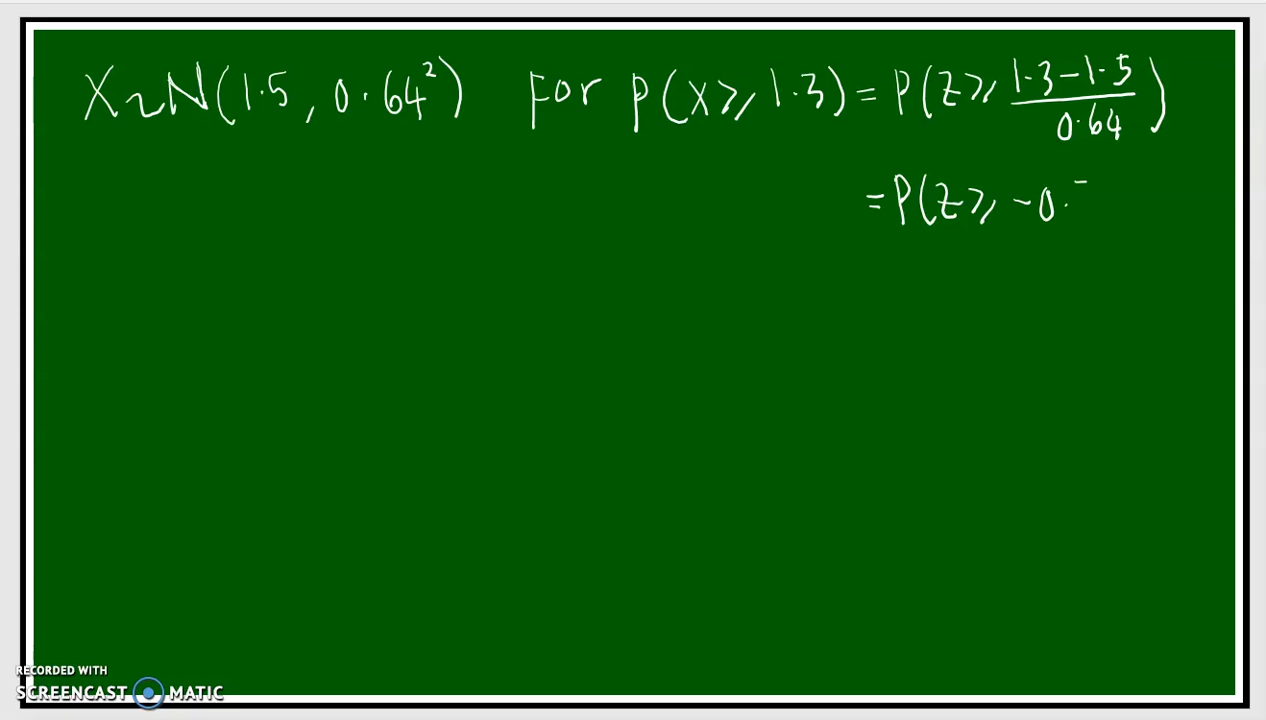 X ~ N(1.5, 0.64²) For P(X ⩾ 1.3) = P(Z ⩾ (1.3 - 1.5)/0.64)
= P(Z ⩾ -0.
RECORDED WITH
SCREENCAST MATIC